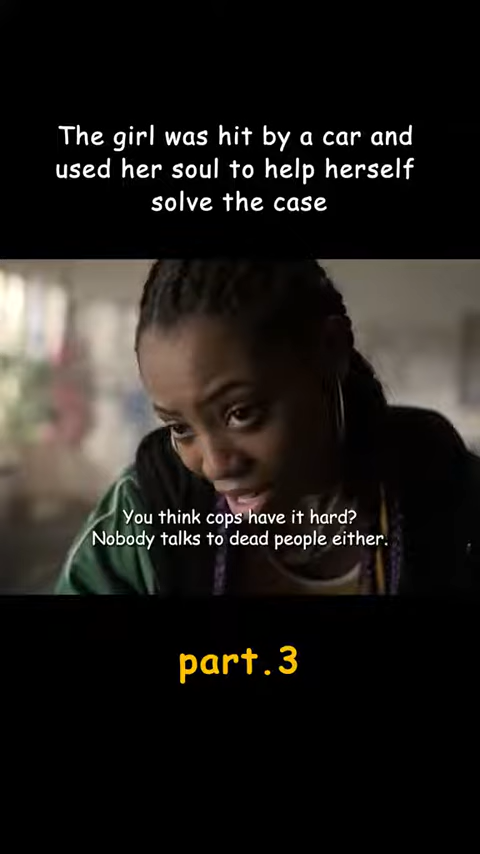 The girl was hit by a car and
used her soul to help herself
solve the case
You think cops have it hard?
Nobody talks to dead people either.
part.3